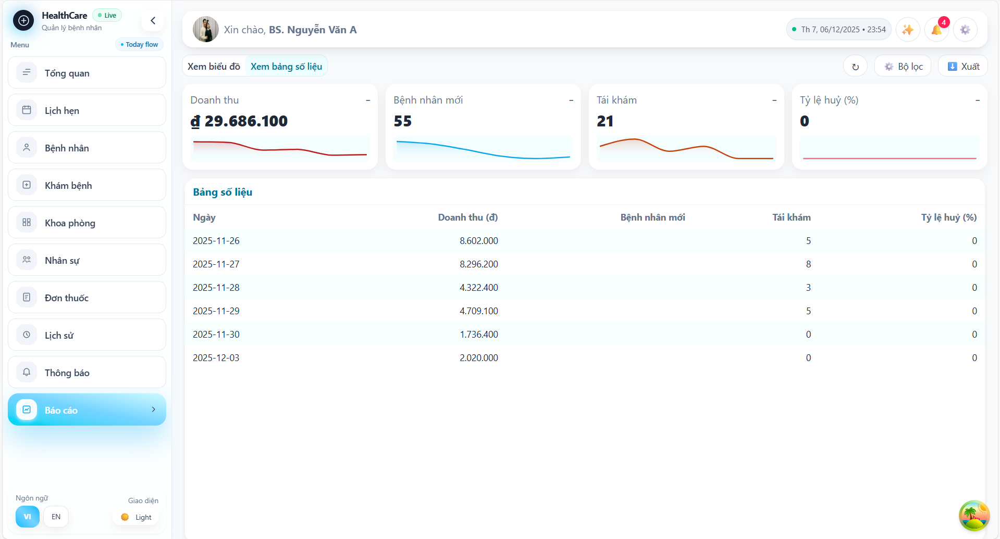 HealthCare
Live
Quản lý bệnh nhân
Menu
Today flow
Tổng quan
Lịch hẹn
Bệnh nhân
Khám bệnh
Khoa phòng
Nhân sự
Đơn thuốc
Lịch sử
Thông báo
Báo cáo
Ngôn ngữ
Giao diện
VI
EN
Light
Xin chào, BS. Nguyễn Văn A
Th 7, 06/12/2025 • 23:54
4
Xem biểu đồ
Xem bảng số liệu
↻
Bộ lọc
Xuất
Doanh thu –
₫ 29.686.100
Bệnh nhân mới –
55
Tái khám –
21
Tỷ lệ huỷ (%) –
0
Bảng số liệu
Ngày Doanh thu (đ) Bệnh nhân mới Tái khám Tỷ lệ huỷ (%)
2025-11-26 8.602.000 5 0
2025-11-27 8.296.200 8 0
2025-11-28 4.322.400 3 0
2025-11-29 4.709.100 5 0
2025-11-30 1.736.400 0 0
2025-12-03 2.020.000 0 0